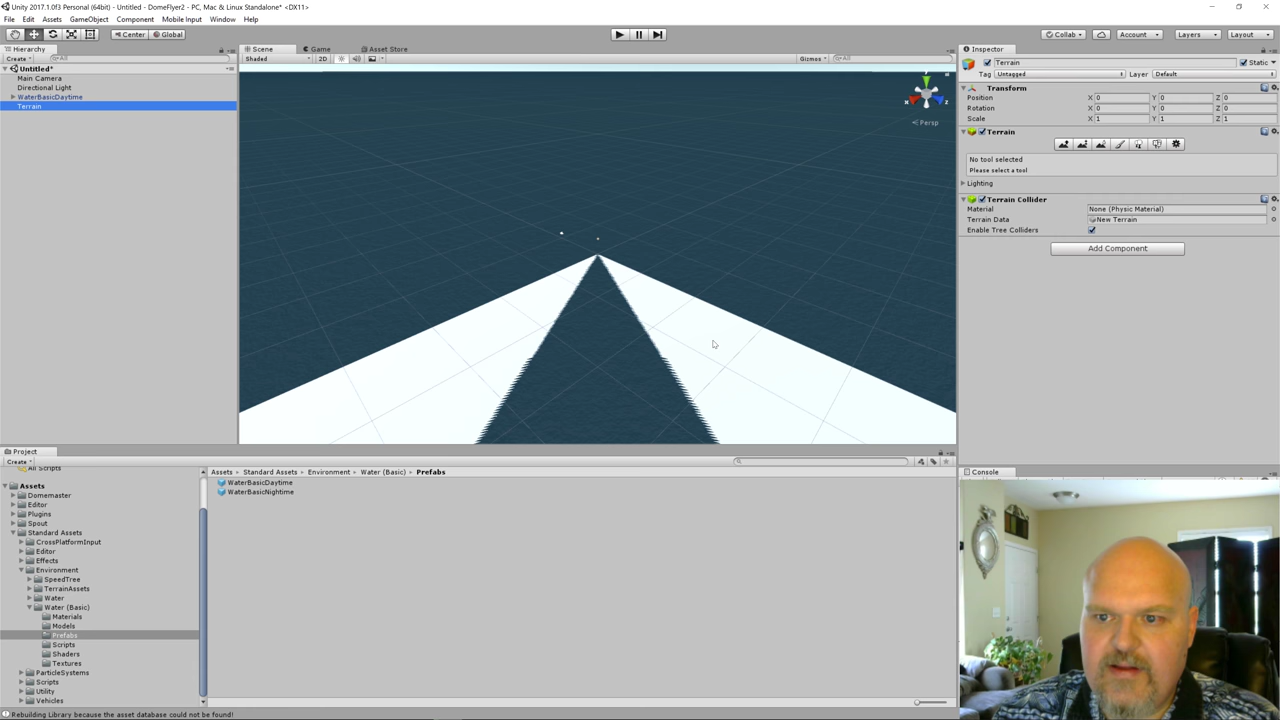 Unity 2017.1.0f3 Personal (64bit) - Untitled - DomeFlyer2 - PC, Mac & Linux Standalone* <DX11>
File Edit Assets GameObject Component Mobile Input Window Help
Center Global Collab Account Layers Layout
Hierarchy
Create All
Untitled*
Main Camera
Directional Light
WaterBasicDaytime
Terrain
Scene Game Asset Store
Shaded 2D Gizmos All
y
x z
Persp
Inspector
Terrain Static
Tag Untagged Layer Default
Transform
Position X 0 Y 0 Z 0
Rotation X 0 Y 0 Z 0
Scale X 1 Y 1 Z 1
Terrain
No tool selected
Please select a tool
Lighting
Terrain Collider
Material None (Physic Material)
Terrain Data New Terrain
Enable Tree Colliders
Add Component
Project
Create
All Scripts
Assets
Domemaster
Editor
Plugins
Spout
Standard Assets
CrossPlatformInput
Editor
Effects
Environment
SpeedTree
TerrainAssets
Water
Water (Basic)
Materials
Models
Prefabs
Scripts
Shaders
Textures
ParticleSystems
Scripts
Utility
Vehicles
Assets Standard Assets Environment Water (Basic) Prefabs
WaterBasicDaytime
WaterBasicNightime
Console
Rebuilding Library because the asset database could not be found!